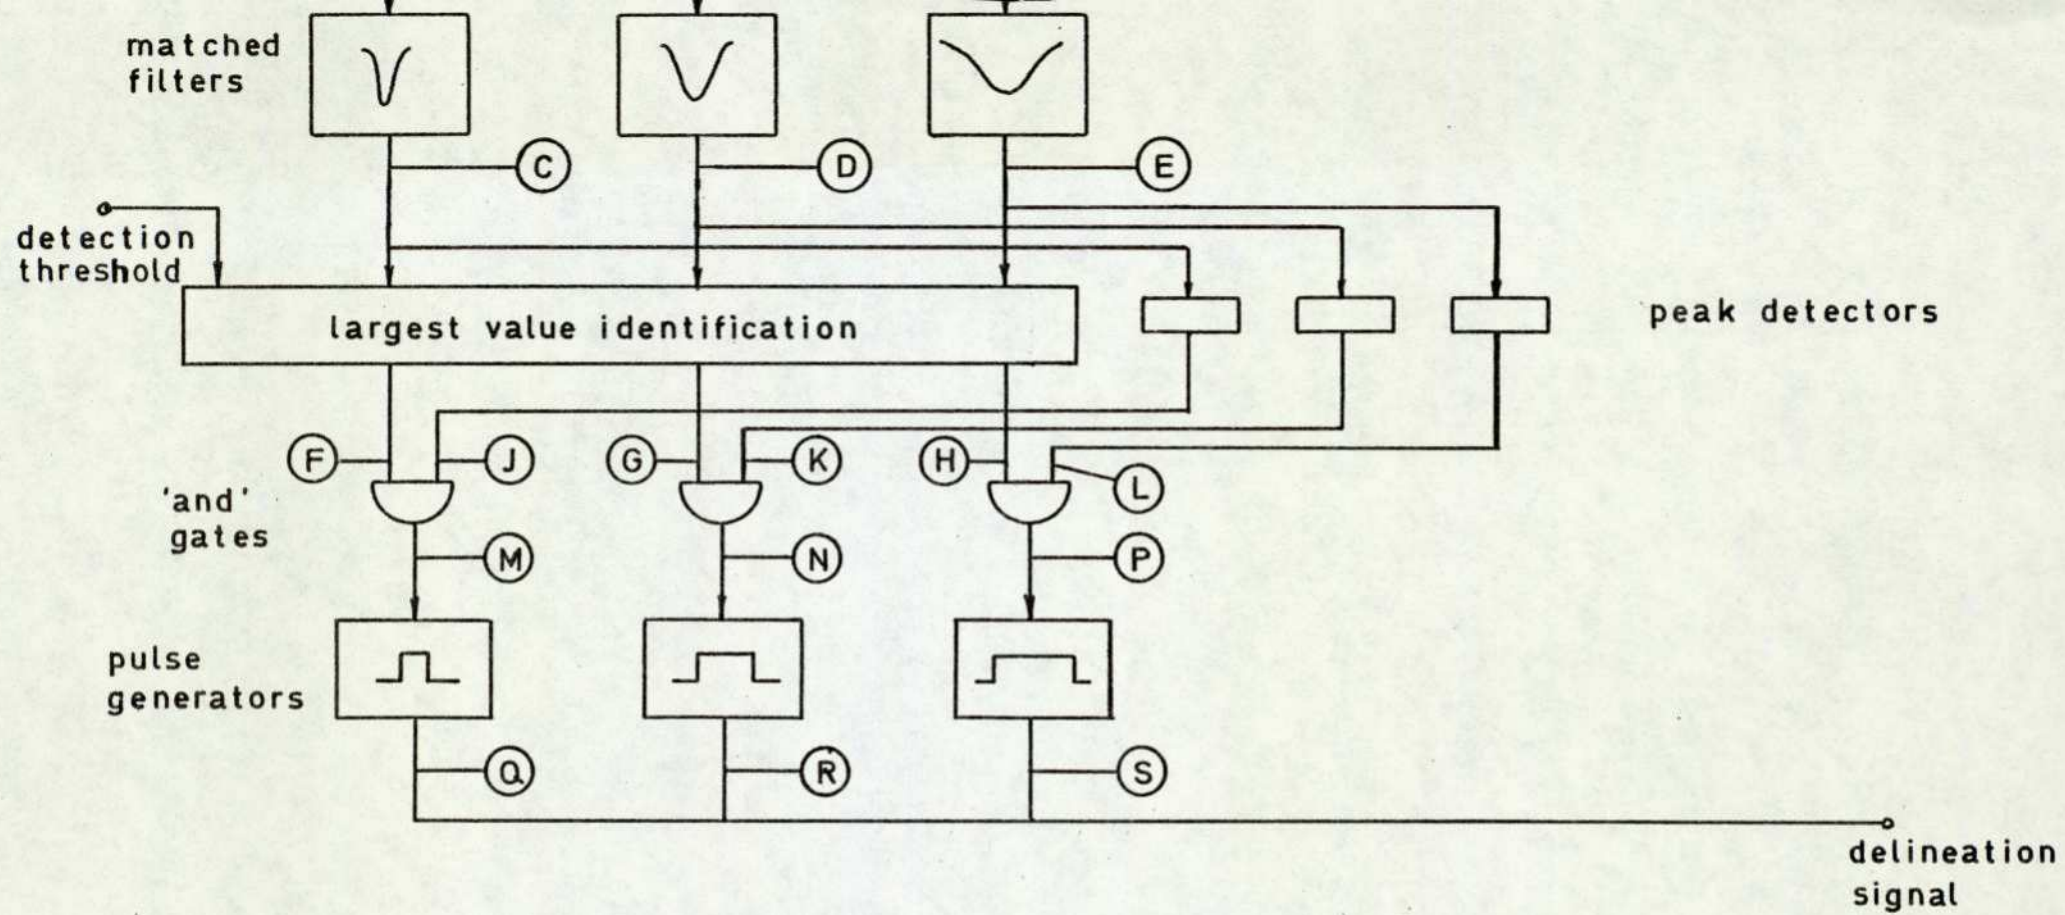 matched
filters
C
D
E
detection
threshold
largest value identification
peak detectors
F
J
G
K
H
L
'and'
gates
M
N
P
pulse
generators
Q
R
S
delineation
signal